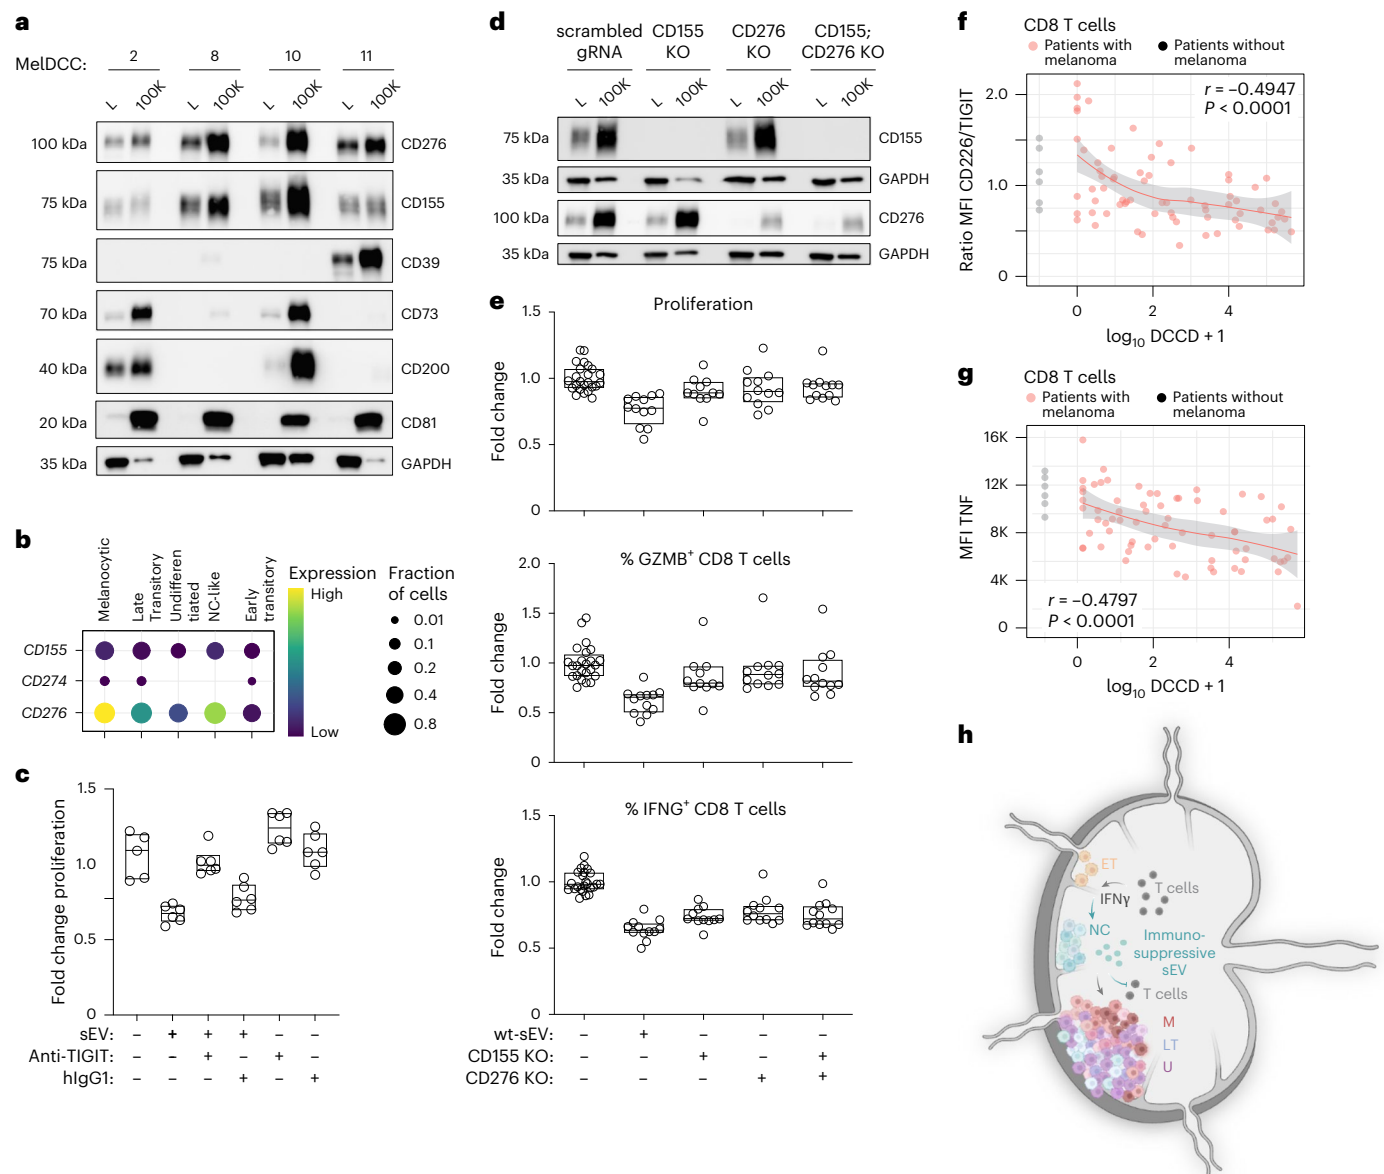 a
MelDCC:
2
8
10
11
L
100K
L
100K
L
100K
L
100K
100 kDa
CD276
75 kDa
CD155
75 kDa
CD39
70 kDa
CD73
40 kDa
CD200
20 kDa
CD81
35 kDa
GAPDH
b
Melanocytic
Late
Transitory
Undifferen
tiated
NC-like
Early
transitory
CD155
CD274
CD276
Expression
High
Low
Fraction
of cells
0.01
0.1
0.2
0.4
0.8
c
Fold change proliferation
1.5
1.0
0.5
0
sEV: – + + + – –
Anti-TIGIT: – – + – + –
hIgG1: – – – + – +
d
scrambled
gRNA
CD155
KO
CD276
KO
CD155;
CD276 KO
L
100K
L
100K
L
100K
L
100K
75 kDa
CD155
35 kDa
GAPDH
100 kDa
CD276
35 kDa
GAPDH
e
Proliferation
Fold change
1.5
1.0
0.5
0
% GZMB+ CD8 T cells
Fold change
2.0
1.5
1.0
0.5
0
% IFNG+ CD8 T cells
Fold change
1.5
1.0
0.5
0
wt-sEV: – + – – –
CD155 KO: – – + – +
CD276 KO: – – – + +
f
CD8 T cells
Patients with
melanoma
Patients without
melanoma
r = –0.4947
P < 0.0001
Ratio MFI CD226/TIGIT
2.0
1.0
0
0
2
4
log10 DCCD + 1
g
CD8 T cells
Patients with
melanoma
Patients without
melanoma
MFI TNF
16K
12K
8K
4K
0
r = –0.4797
P < 0.0001
0
2
4
log10 DCCD + 1
h
ET
T cells
IFNγ
NC
Immuno-
suppressive
sEV
T cells
M
LT
U